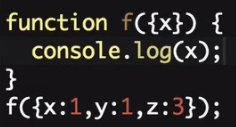 function f({x}) {
  console.log(x);
}
f({x:1,y:1,z:3});